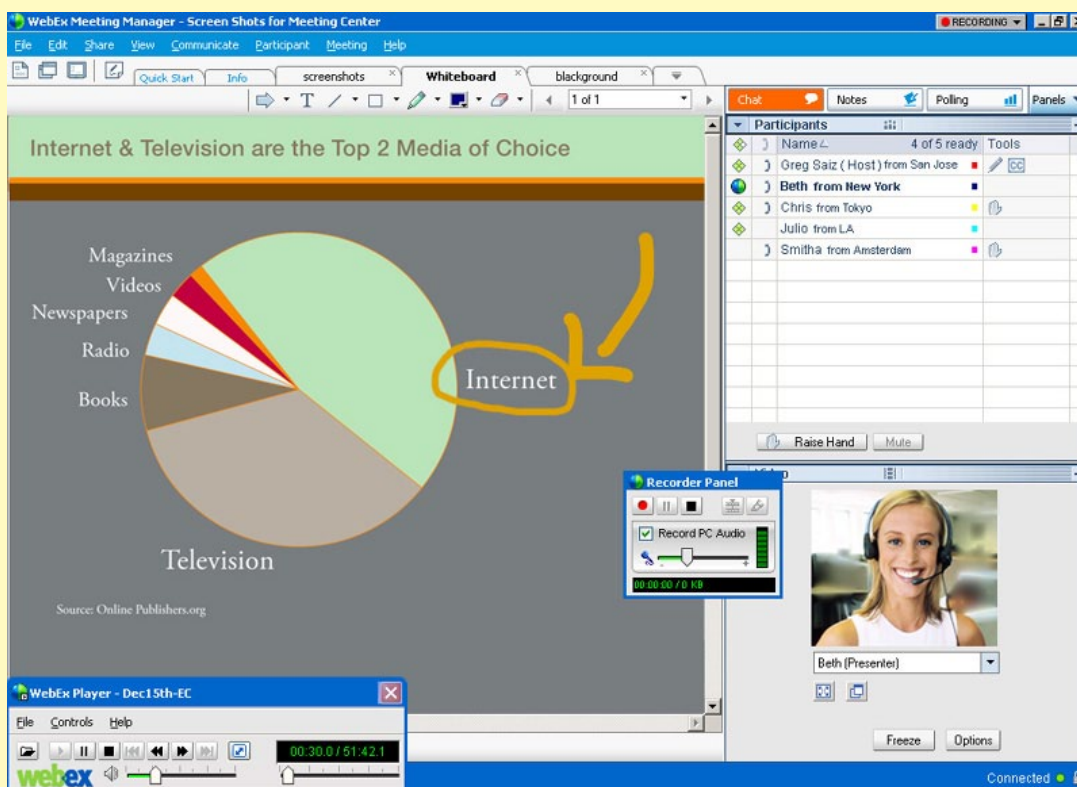 WebEx Meeting Manager - Screen Shots for Meeting Center
RECORDING
File Edit Share View Communicate Participant Meeting Help
Quick Start Info screenshots Whiteboard blackground
T 1 of 1
Chat Notes Polling Panels
Internet & Television are the Top 2 Media of Choice
Magazines
Videos
Newspapers
Radio
Books
Internet
Television
Source: Online Publishers.org
Participants
Name 4 of 5 ready Tools
Greg Saiz ( Host) from San Jose CC
Beth from New York
Chris from Tokyo
Julio from LA
Smitha from Amsterdam
Raise Hand Mute
Recorder Panel
Record PC Audio
- +
00:00:00 / 0 KB
Beth (Presenter)
Freeze Options
WebEx Player - Dec15th-EC
File Controls Help
00:30.0 / 51:42.1
webex
Connected